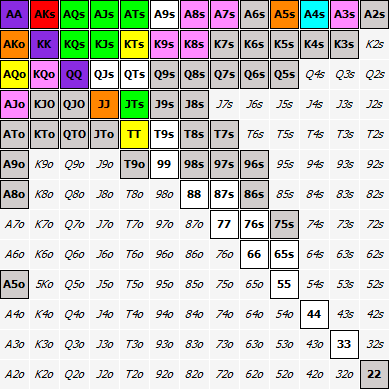 AA AKs AQs AJs ATs A9s A8s A7s A6s A5s A4s A3s A2s
AKo KK KQs KJs KTs K9s K8s K7s K6s K5s K4s K3s K2s
AQo KQo QQ QJs QTs Q9s Q8s Q7s Q6s Q5s Q4s Q3s Q2s
AJo KJO QJO JJ JTs J9s J8s J7s J6s J5s J4s J3s J2s
ATo KTo QTO JTo TT T9s T8s T7s T6s T5s T4s T3s T2s
A9o K9o Q9o J9o T9o 99 98s 97s 96s 95s 94s 93s 92s
A8o K8o Q8o J8o T8o 98o 88 87s 86s 85s 84s 83s 82s
A7o K7o Q7o J7o T7o 97o 87o 77 76s 75s 74s 73s 72s
A6o K6o Q6o J6o T6o 96o 86o 76o 66 65s 64s 63s 62s
A5o 5Ko Q5o J5o T5o 95o 85o 75o 65o 55 54s 53s 52s
A4o K4o Q4o J4o T4o 94o 84o 74o 64o 54o 44 43s 42s
A3o K3o Q3o J3o T3o 93o 83o 73o 63o 53o 43o 33 32s
A2o K2o Q2o J2o T2o 92o 82o 72o 62o 52o 42o 32o 22